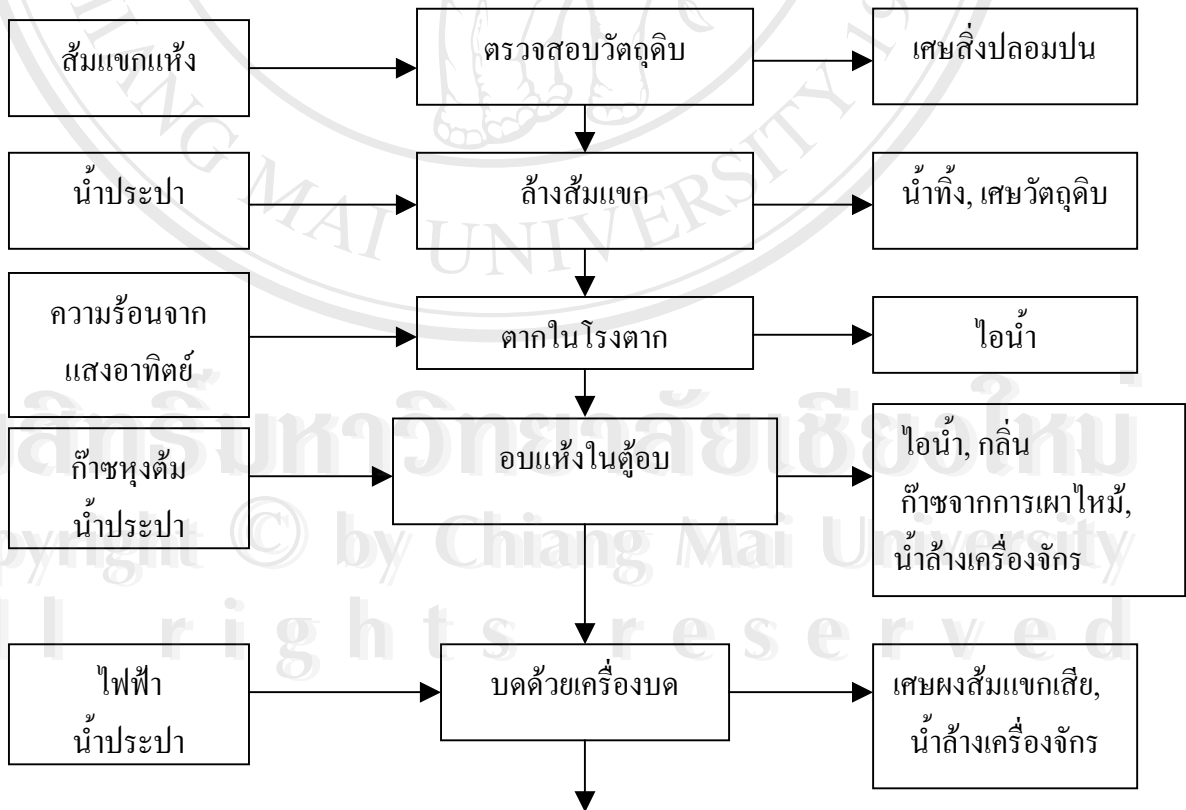 ส้มแขกแห้ง
ตรวจสอบวัตถุดิบ
เศษสิ่งปลอมปน
น้ำประปา
ล้างส้มแขก
น้ำทิ้ง, เศษวัตถุดิบ
ความร้อนจาก
แสงอาทิตย์
ตากในโรงตาก
ไอน้ำ
ก๊าซหุงต้ม
น้ำประปา
อบแห้งในตู้อบ
ไอน้ำ, กลิ่น
ก๊าซจากการเผาไหม้,
น้ำล้างเครื่องจักร
ไฟฟ้า
น้ำประปา
บดด้วยเครื่องบด
เศษผงส้มแขกเสีย,
น้ำล้างเครื่องจักร
IANG MAI UNIVERSITY 19
สิทธิ์มหาวิทยาลัยเชียงใหม่
pyright © by Chiang Mai University
ll rights reserved